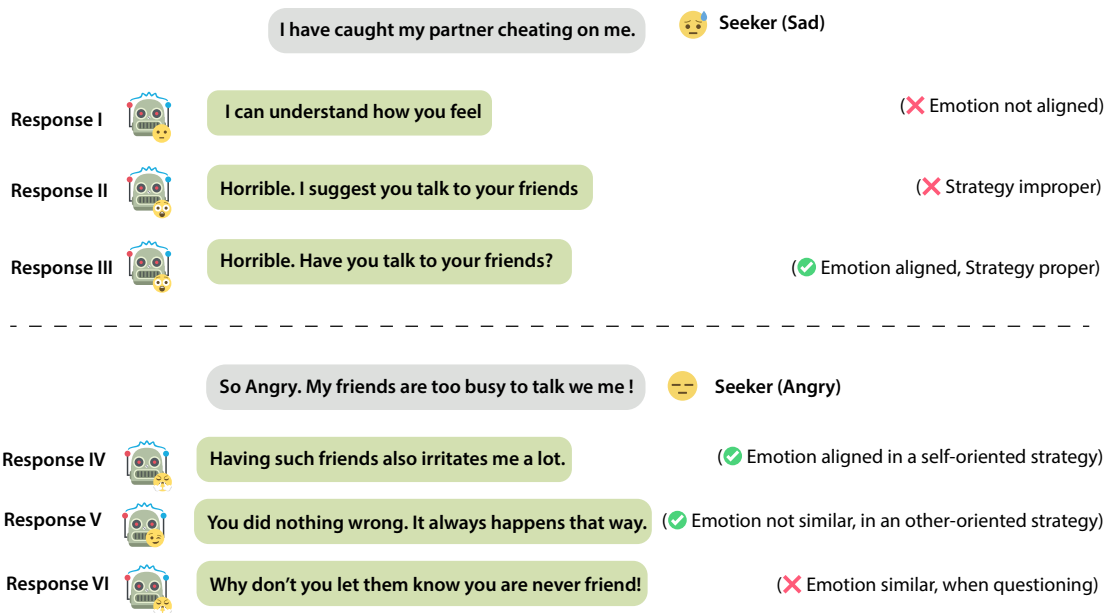 I have caught my partner cheating on me.
Seeker (Sad)
Response I
I can understand how you feel
(❌ Emotion not aligned)
Response II
Horrible. I suggest you talk to your friends
(❌ Strategy improper)
Response III
Horrible. Have you talk to your friends?
(✅ Emotion aligned, Strategy proper)
So Angry. My friends are too busy to talk we me !
Seeker (Angry)
Response IV
Having such friends also irritates me a lot.
(✅ Emotion aligned in a self-oriented strategy)
Response V
You did nothing wrong. It always happens that way.
(✅ Emotion not similar, in an other-oriented strategy)
Response VI
Why don't you let them know you are never friend!
(❌ Emotion similar, when questioning)